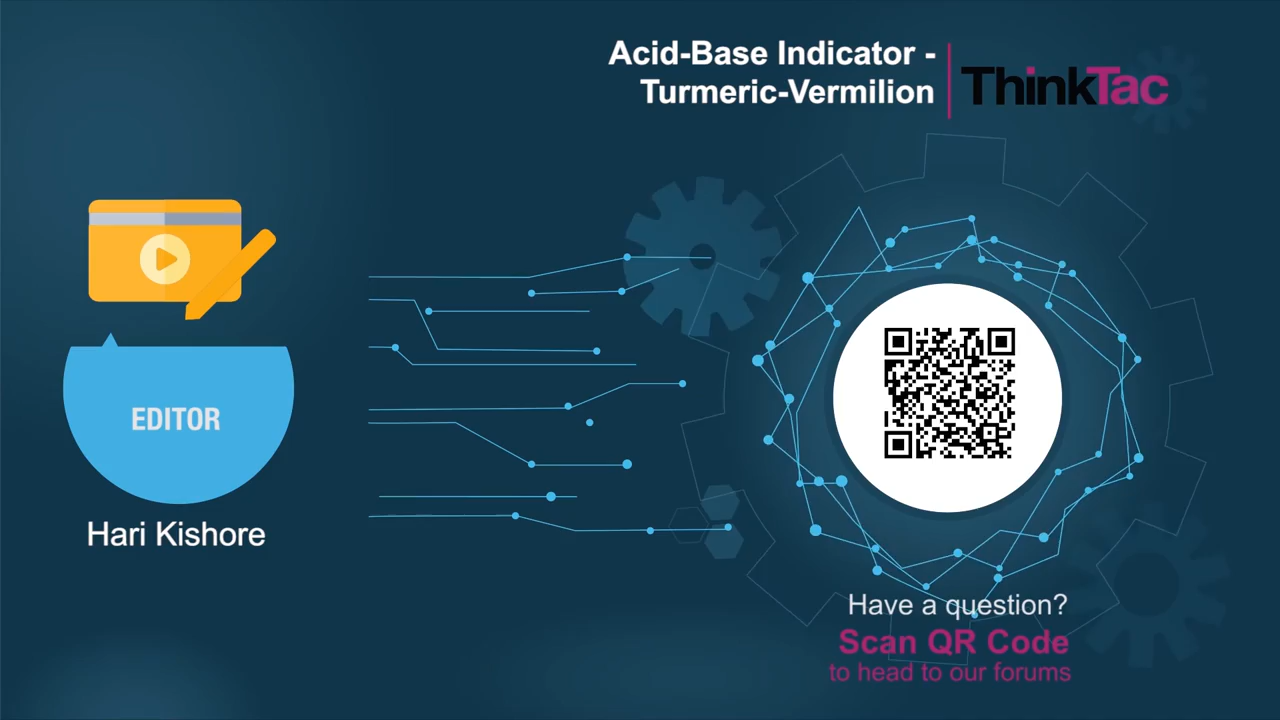 Acid-Base Indicator -
Turmeric-Vermilion
ThinkTac
EDITOR
Hari Kishore
Have a question?
Scan QR Code
to head to our forums